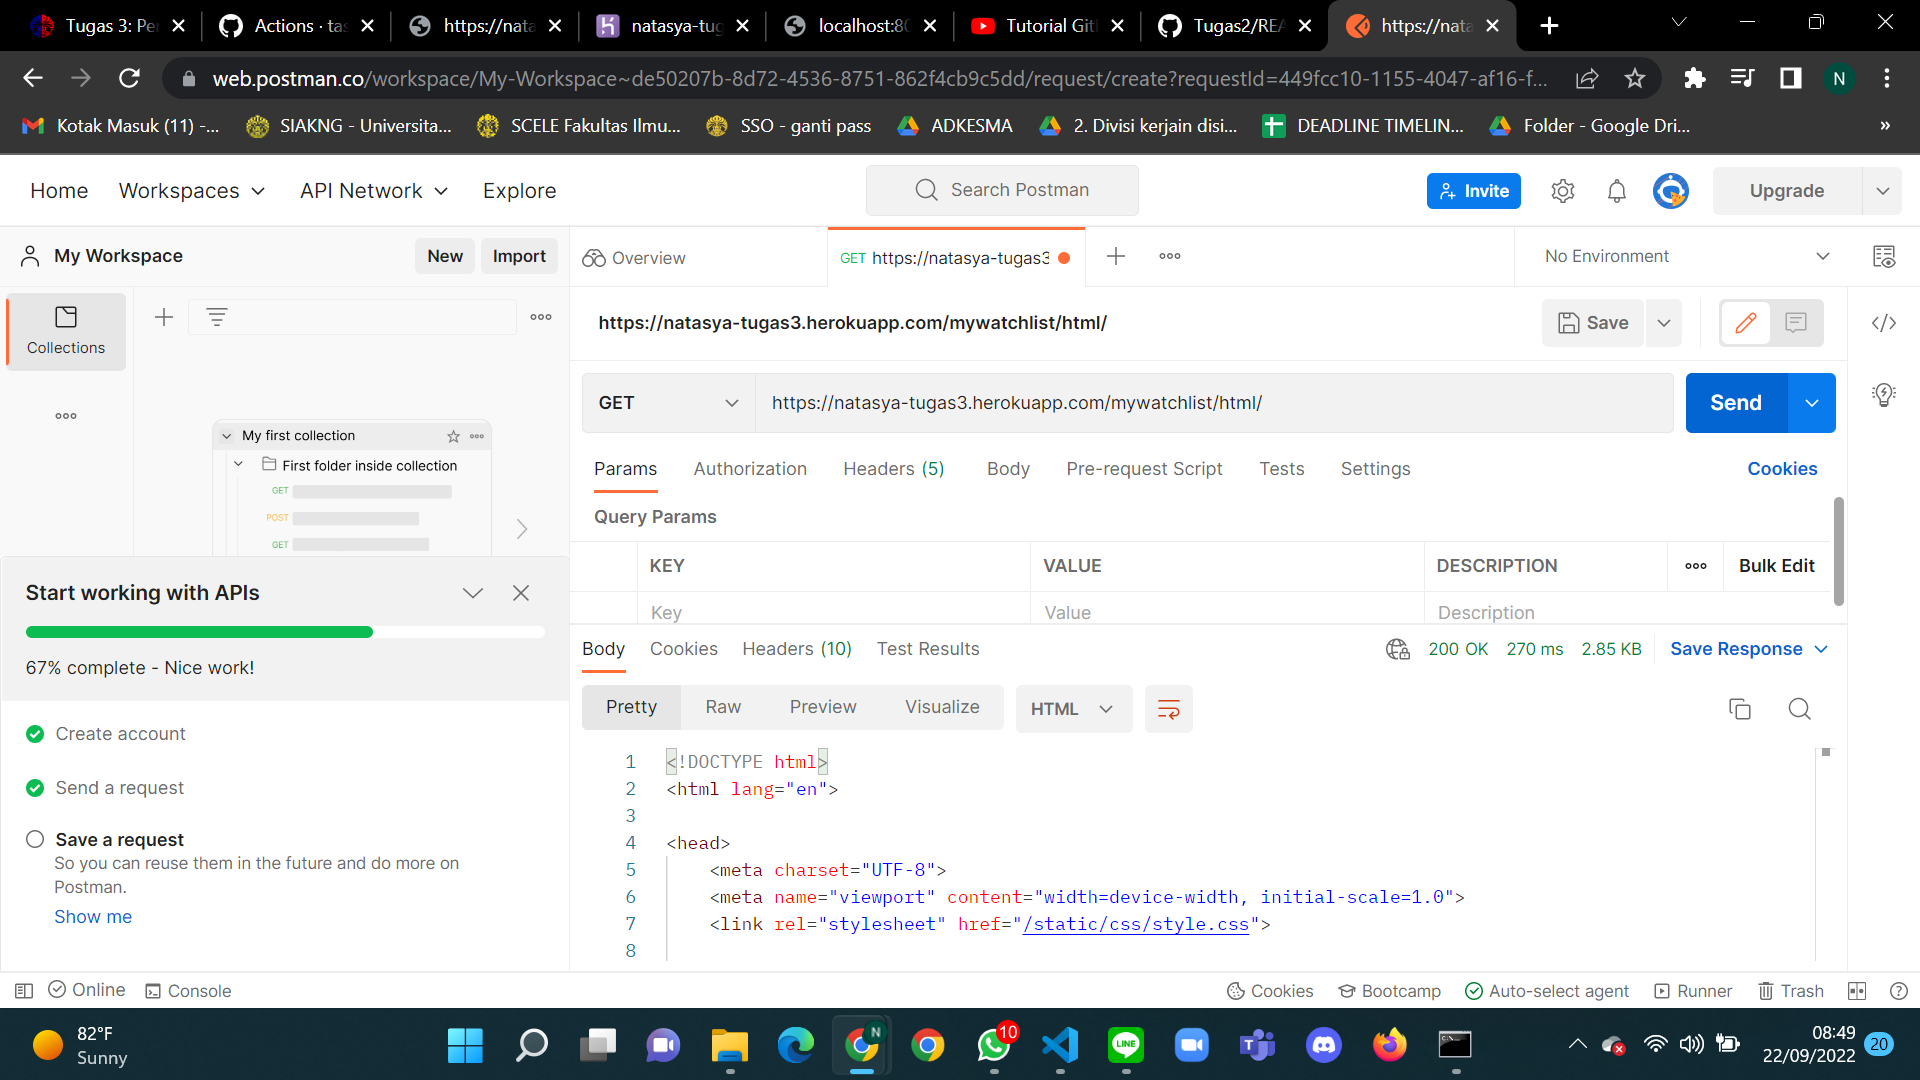 Tugas 3: Pe
Actions · tas
https://nata
natasya-tug
localhost:80
Tutorial Git
Tugas2/REA
https://nata
web.postman.co/workspace/My-Workspace~de50207b-8d72-4536-8751-862f4cb9c5dd/request/create?requestId=449fcc10-1155-4047-af16-f...
N
Kotak Masuk (11) -...
SIAKNG - Universita...
SCELE Fakultas Ilmu...
SSO - ganti pass
ADKESMA
2. Divisi kerjain disi...
DEADLINE TIMELIN...
Folder - Google Dri...
»
Home
Workspaces
API Network
Explore
Search Postman
Invite
Upgrade
My Workspace
New
Import
Overview
GET https://natasya-tugas3
No Environment
Collections
https://natasya-tugas3.herokuapp.com/mywatchlist/html/
Save
GET
https://natasya-tugas3.herokuapp.com/mywatchlist/html/
Send
My first collection
First folder inside collection
GET
POST
GET
Params
Authorization
Headers (5)
Body
Pre-request Script
Tests
Settings
Cookies
Query Params
KEY
VALUE
DESCRIPTION
Bulk Edit
Key
Value
Description
Start working with APIs
67% complete - Nice work!
Create account
Send a request
Save a request
So you can reuse them in the future and do more on
Postman.
Show me
Body
Cookies
Headers (10)
Test Results
200 OK
270 ms
2.85 KB
Save Response
Pretty
Raw
Preview
Visualize
HTML
1 <!DOCTYPE html>
2 <html lang="en">
3
4 <head>
5 <meta charset="UTF-8">
6 <meta name="viewport" content="width=device-width, initial-scale=1.0">
7 <link rel="stylesheet" href="/static/css/style.css">
8
Online
Console
Cookies
Bootcamp
Auto-select agent
Runner
Trash
82°F
Sunny
N
10
LINE
08:49
22/09/2022
20